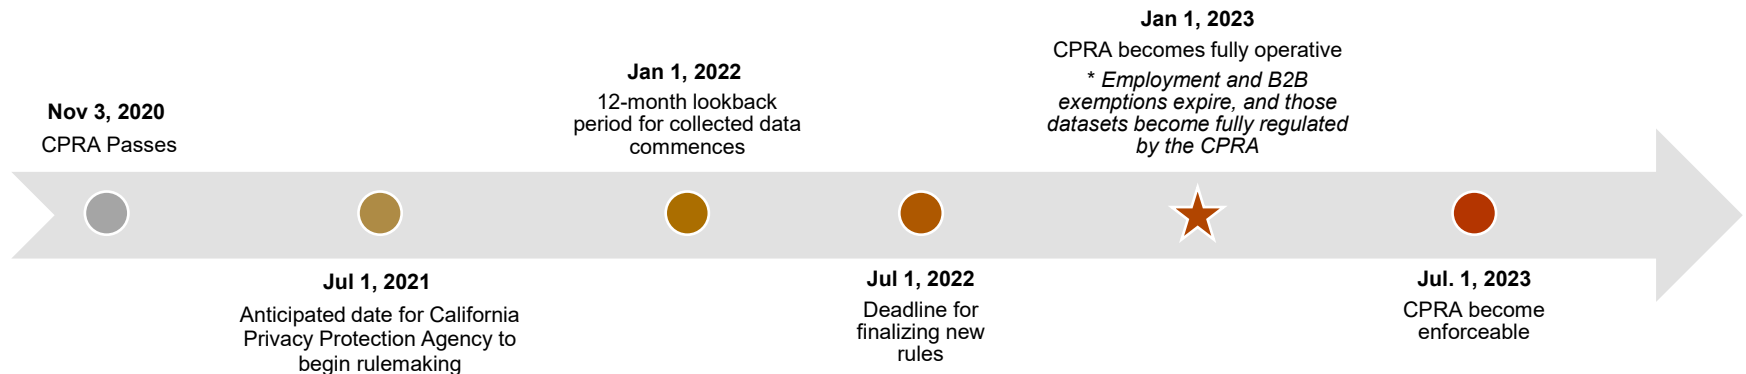 Nov 3, 2020
CPRA Passes
Jul 1, 2021
Anticipated date for California
Privacy Protection Agency to
begin rulemaking
Jan 1, 2022
12-month lookback
period for collected data
commences
Jul 1, 2022
Deadline for
finalizing new
rules
Jan 1, 2023
CPRA becomes fully operative
* Employment and B2B
exemptions expire, and those
datasets become fully regulated
by the CPRA
Jul. 1, 2023
CPRA become
enforceable